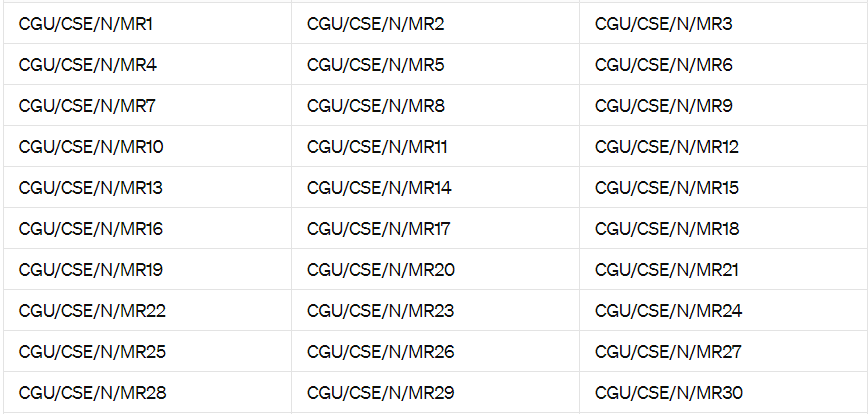 CGU/CSE/N/MR1 CGU/CSE/N/MR2 CGU/CSE/N/MR3
CGU/CSE/N/MR4 CGU/CSE/N/MR5 CGU/CSE/N/MR6
CGU/CSE/N/MR7 CGU/CSE/N/MR8 CGU/CSE/N/MR9
CGU/CSE/N/MR10 CGU/CSE/N/MR11 CGU/CSE/N/MR12
CGU/CSE/N/MR13 CGU/CSE/N/MR14 CGU/CSE/N/MR15
CGU/CSE/N/MR16 CGU/CSE/N/MR17 CGU/CSE/N/MR18
CGU/CSE/N/MR19 CGU/CSE/N/MR20 CGU/CSE/N/MR21
CGU/CSE/N/MR22 CGU/CSE/N/MR23 CGU/CSE/N/MR24
CGU/CSE/N/MR25 CGU/CSE/N/MR26 CGU/CSE/N/MR27
CGU/CSE/N/MR28 CGU/CSE/N/MR29 CGU/CSE/N/MR30